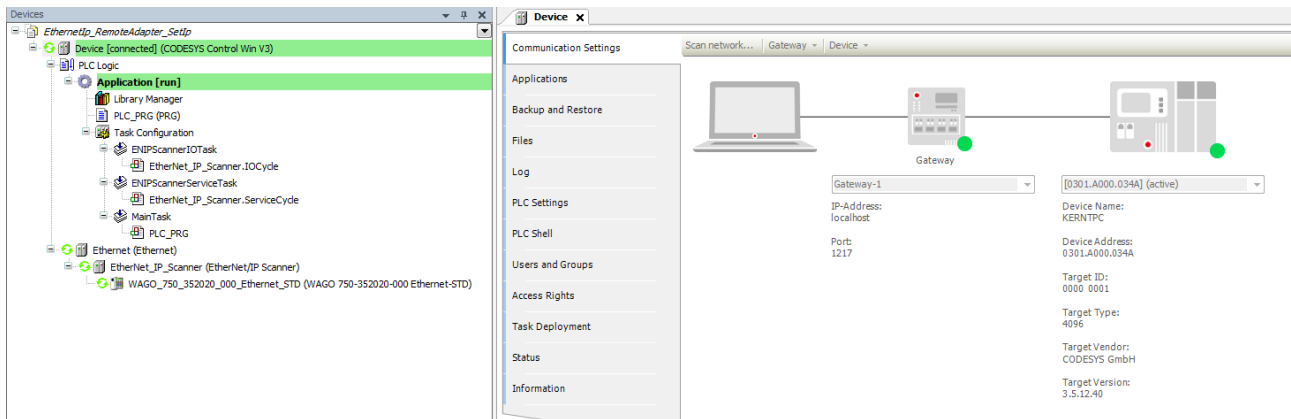 Devices
EthernetIp_RemoteAdapter_SetIp
Device [connected] (CODESYS Control Win V3)
PLC Logic
Application [run]
Library Manager
PLC_PRG (PRG)
Task Configuration
ENIPScannerIOTask
EtherNet_IP_Scanner.IOCycle
ENIPScannerServiceTask
EtherNet_IP_Scanner.ServiceCycle
MainTask
PLC_PRG
Ethernet (Ethernet)
EtherNet_IP_Scanner (EtherNet/IP Scanner)
WAGO_750_352020_000_Ethernet_STD (WAGO 750-352020-000 Ethernet-STD)
Device
Communication Settings
Applications
Backup and Restore
Files
Log
PLC Settings
PLC Shell
Users and Groups
Access Rights
Task Deployment
Status
Information
Scan network... Gateway Device
Gateway
Gateway-1
IP-Address:
localhost
Port:
1217
[0301.A000.034A] (active)
Device Name:
KERNTPC
Device Address:
0301.A000.034A
Target ID:
0000 0001
Target Type:
4096
Target Vendor:
CODESYS GmbH
Target Version:
3.5.12.40